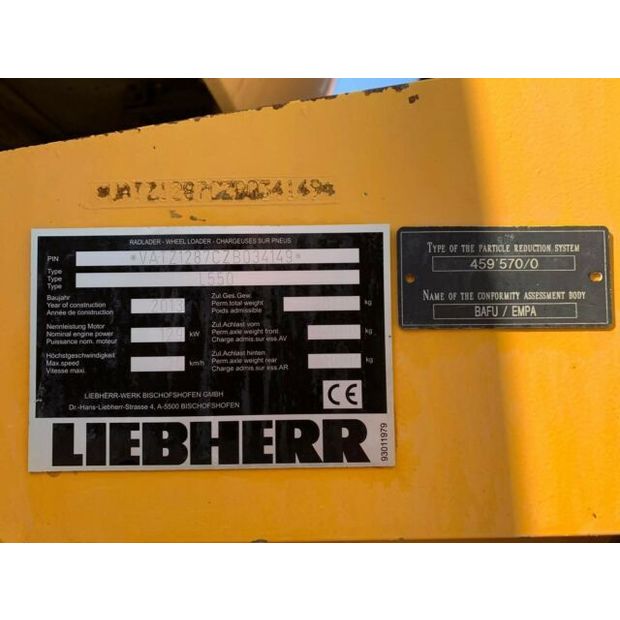 *VATZ1287CZB034149*
RADLADER - WHEEL LOADER - CHARGEUSES SUR PNEUS
PIN *VATZ1287CZB034149*
Type
Type L550
Type
Baujahr
Year of construction 2013
Année de construction
Zul.Ges.Gew.
Perm.total weight kg
Poids admissible
Nennleistung Motor
Nominal engine power kW
Puissance nom. moteur
Zul.Achslast vorn
Perm.axle weight front kg
Charge admis.sur ess.AV
Höchstgeschwindigkeit
Max.speed km/h
Vitesse maxi.
Zul.Achslast hinten
Perm.axle weight rear kg
Charge admis.sur ess.AR
LIEBHERR-WERK BISCHOFSHOFEN GMBH
Dr.-Hans-Liebherr-Strasse 4, A-5500 BISCHOFSHOFEN
CE
LIEBHERR
93011979
TYPE OF THE PARTICLE REDUCTION SYSTEM
459'570/0
NAME OF THE CONFORMITY ASSESSMENT BODY
BAFU / EMPA